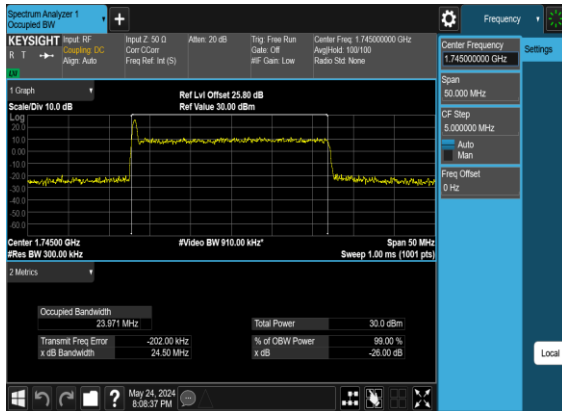 Spectrum Analyzer 1
Occupied BW
+
Frequency
KEYSIGHT
R T
LXI
Input: RF
Coupling: DC
Align: Auto
Input Z: 50 Ω
Corr CCorr
Freq Ref: Int (S)
Atten: 20 dB
Trig: Free Run
Gate: Off
#IF Gain: Low
Center Freq: 1.745000000 GHz
Avg|Hold: 100/100
Radio Std: None
Center Frequency
1.745000000 GHz
Settings
Span
50.000 MHz
CF Step
5.000000 MHz
Auto
Man
Freq Offset
0 Hz
1 Graph
Scale/Div 10.0 dB
Ref Lvl Offset 25.80 dB
Ref Value 30.00 dBm
Log
20.0
10.0
0.00
-10.0
-20.0
-30.0
-40.0
-50.0
-60.0
Center 1.74500 GHz
#Res BW 300.00 kHz
#Video BW 910.00 kHz*
Span 50 MHz
Sweep 1.00 ms (1001 pts)
2 Metrics
Occupied Bandwidth
23.971 MHz
Total Power 30.0 dBm
Transmit Freq Error -202.00 kHz
% of OBW Power 99.00 %
x dB Bandwidth 24.50 MHz
x dB -26.00 dB
Local
?
May 24, 2024
8:08:37 PM